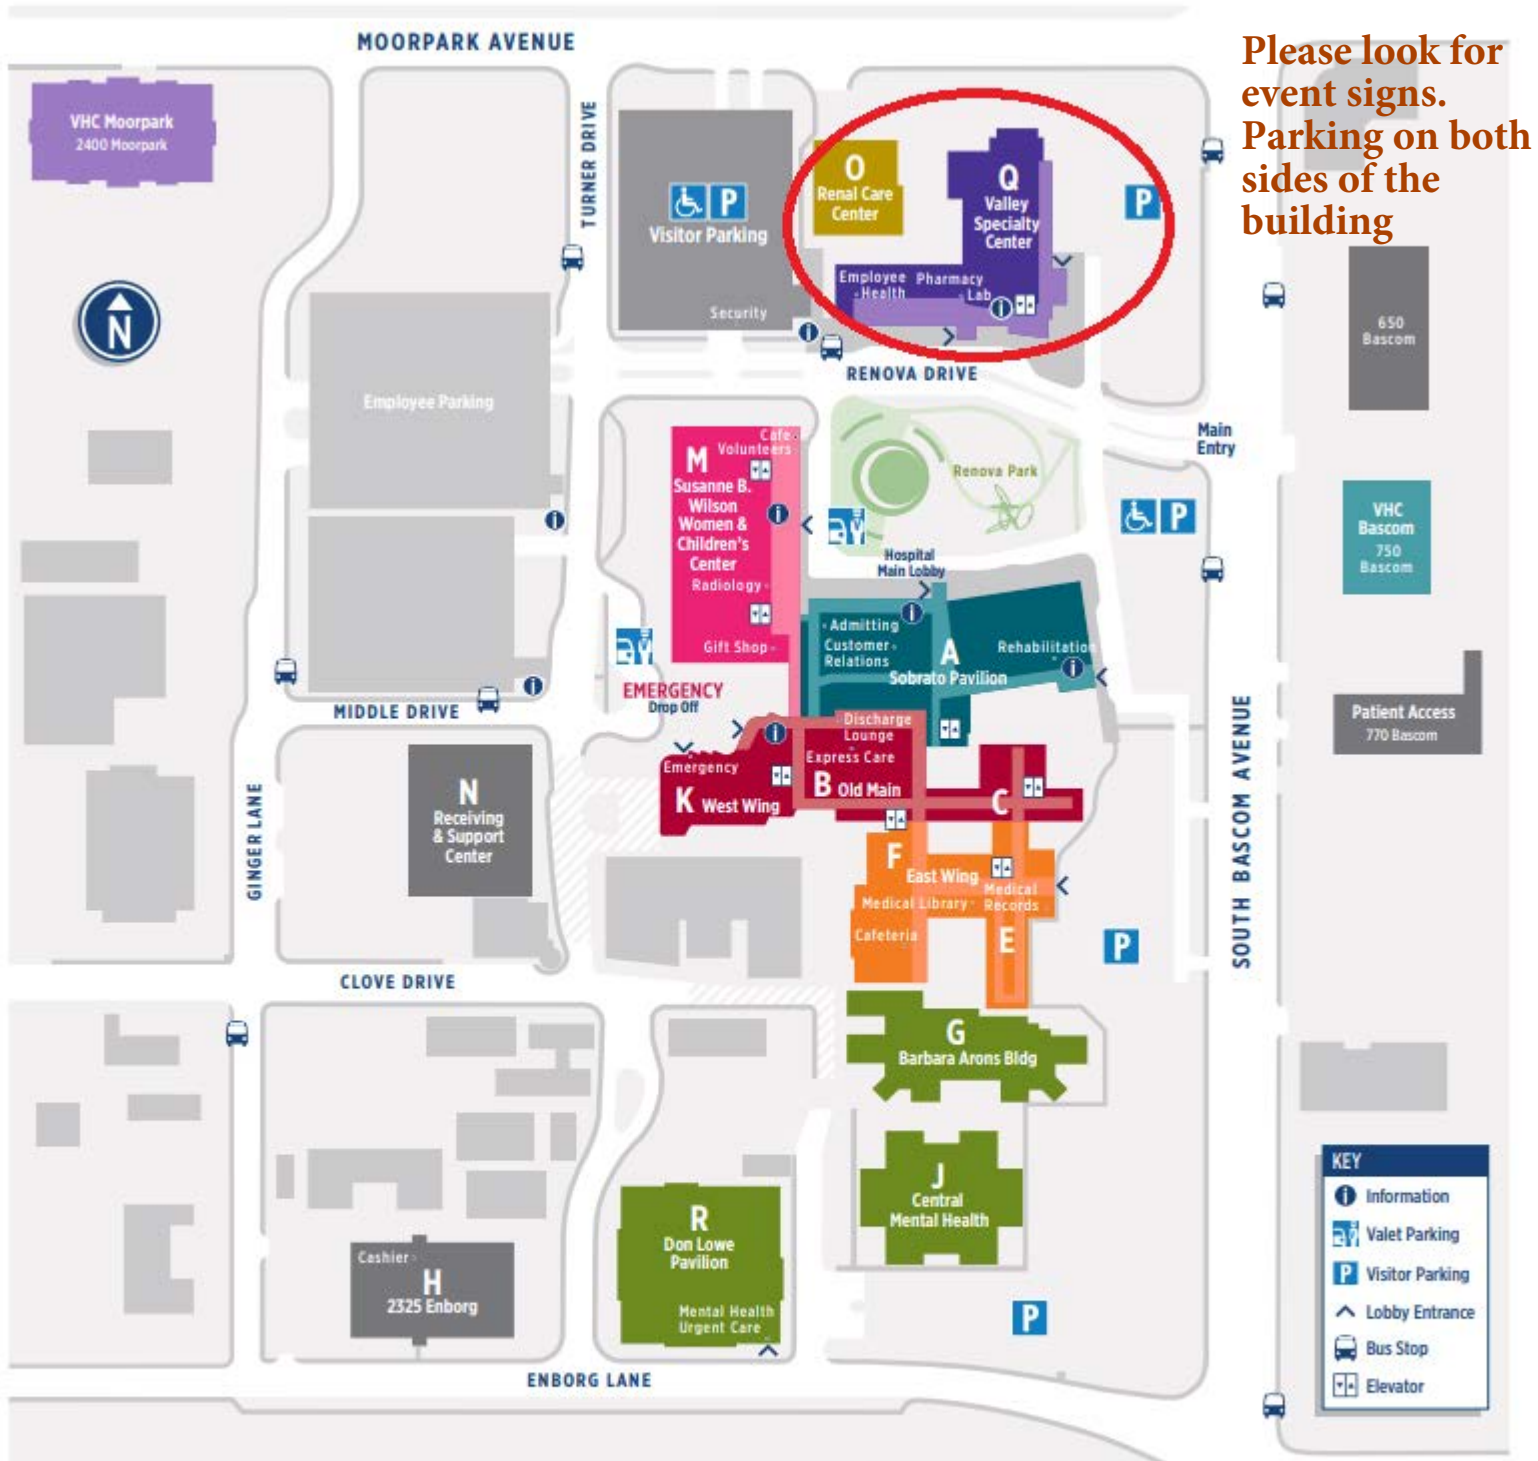 MOORPARK AVENUE
Please look for
event signs.
Parking on both
sides of the
building
VHC Moorpark
2400 Moorpark
TURNER DRIVE
P
Visitor Parking
Security
O
Renal Care
Center
Q
Valley
Specialty
Center
Employee
Health
Pharmacy
Lab
i
P
N
i
RENOVA DRIVE
650
Bascom
Employee Parking
Main
Entry
Cafe
Volunteers
M
Susanne B.
Wilson
Women &
Children's
Center
Radiology
Gift Shop
i
Renova Park
P
VHC
Bascom
750
Bascom
i
Hospital
Main Lobby
i
Admitting
Customer
Relations
A
Sobrato Pavilion
Rehabilitation
i
EMERGENCY
Drop Off
i
MIDDLE DRIVE
Patient Access
770 Bascom
SOUTH BASCOM AVENUE
Discharge
Lounge
Express Care
B Old Main
i
Emergency
K West Wing
C
N
Receiving
& Support
Center
GINGER LANE
F
East Wing
Medical
Records
Medical Library
Cafeteria
E
P
CLOVE DRIVE
G
Barbara Arons Bldg
J
Central
Mental Health
R
Don Lowe
Pavilion
Mental Health
Urgent Care
Cashier
H
2325 Enborg
P
ENBORG LANE
KEY
i Information
Valet Parking
P Visitor Parking
Lobby Entrance
Bus Stop
Elevator